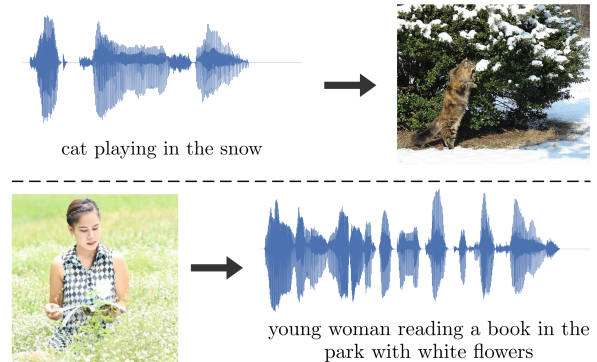 cat playing in the snow
young woman reading a book in the
park with white flowers